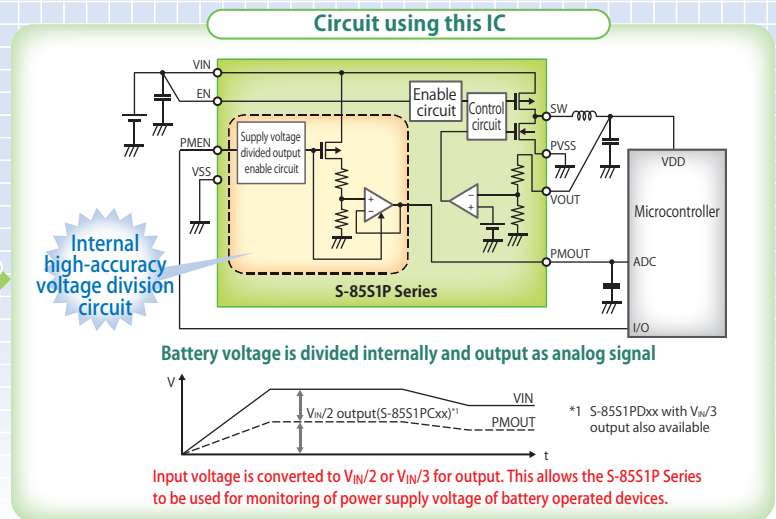 Circuit using this IC
VIN
EN
PMEN
VSS
Supply voltage
divided output
enable circuit
Enable
circuit
Control
circuit
SW
PVSS
VOUT
PMOUT
VDD
Microcontroller
ADC
I/O
+
−
−
+
Internal
high-accuracy
voltage division
circuit
S-85S1P Series
Battery voltage is divided internally and output as analog signal
V
VIN
VIN/2 output(S-85S1PCxx)*1
PMOUT
t
*1 S-85S1PDxx with VIN/3
output also available
Input voltage is converted to VIN/2 or VIN/3 for output. This allows the S-85S1P Series
to be used for monitoring of power supply voltage of battery operated devices.